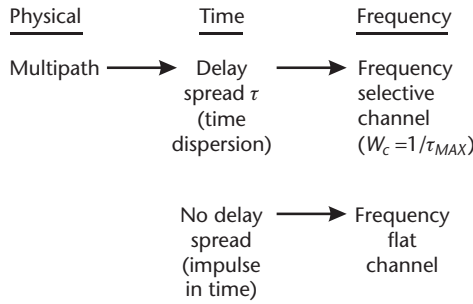 Physical
Time
Frequency
Multipath
Delay
spread τ
(time
dispersion)
Frequency
selective
channel
(W_c =1/τ_MAX)
No delay
spread
(impulse
in time)
Frequency
flat
channel